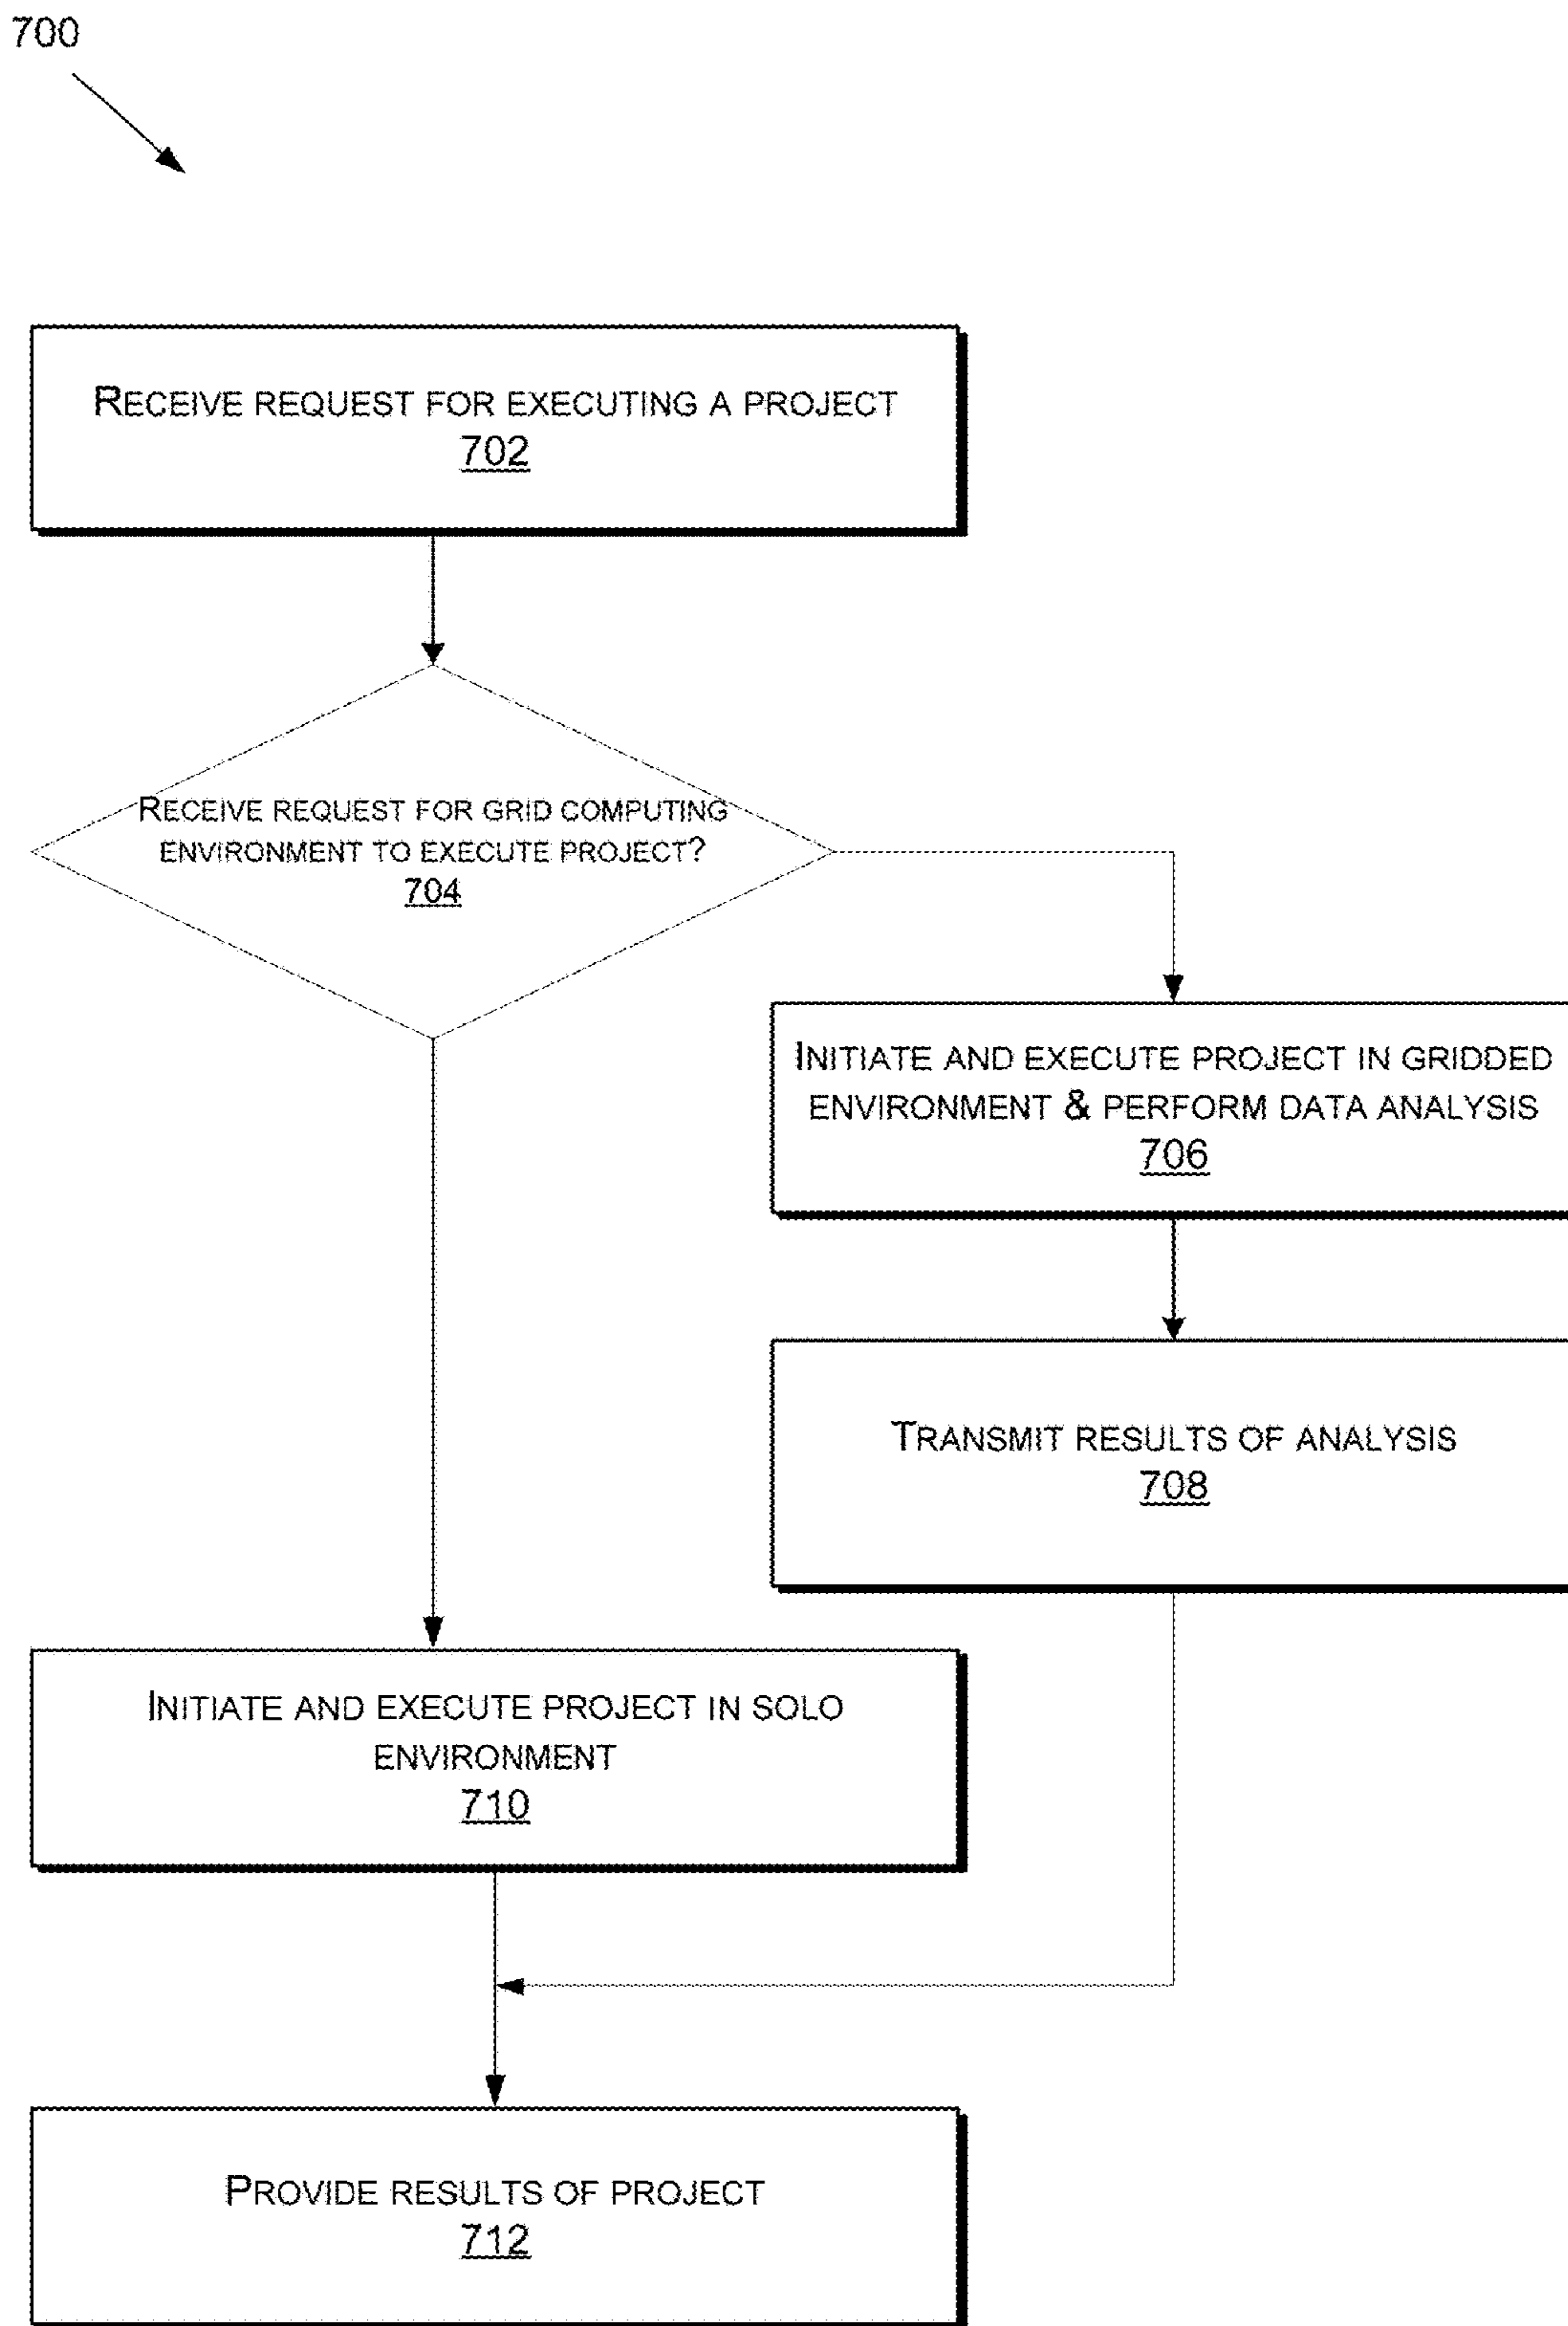 700
RECEIVE REQUEST FOR EXECUTING A PROJECT
702
RECEIVE REQUEST FOR GRID COMPUTING
ENVIRONMENT TO EXECUTE PROJECT?
704
INITIATE AND EXECUTE PROJECT IN GRIDDED
ENVIRONMENT & PERFORM DATA ANALYSIS
706
TRANSMIT RESULTS OF ANALYSIS
708
INITIATE AND EXECUTE PROJECT IN SOLO
ENVIRONMENT
710
PROVIDE RESULTS OF PROJECT
712